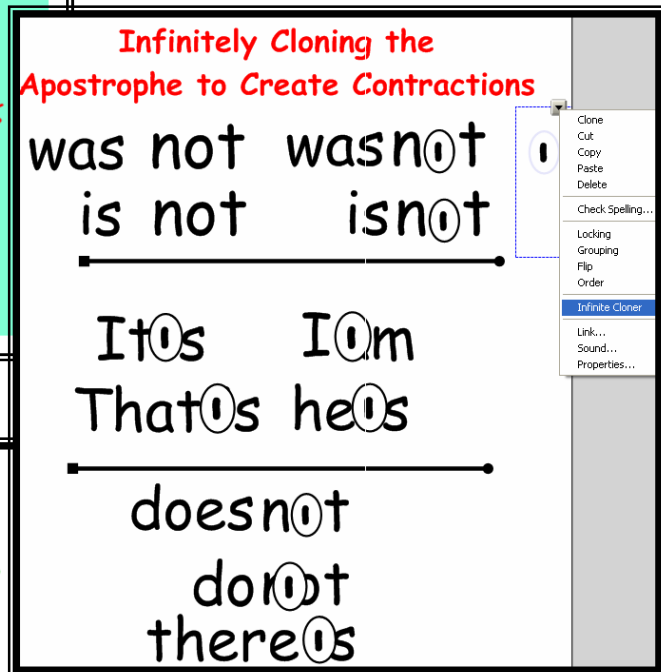 Infinitely Cloning the
Apostrophe to Create Contractions
was not wasn't
is not isn't
It's I'm
That's he's
doesn't
don't
there's
Clone
Cut
Copy
Paste
Delete
Check Spelling...
Locking
Grouping
Flip
Order
Infinite Cloner
Link...
Sound...
Properties...